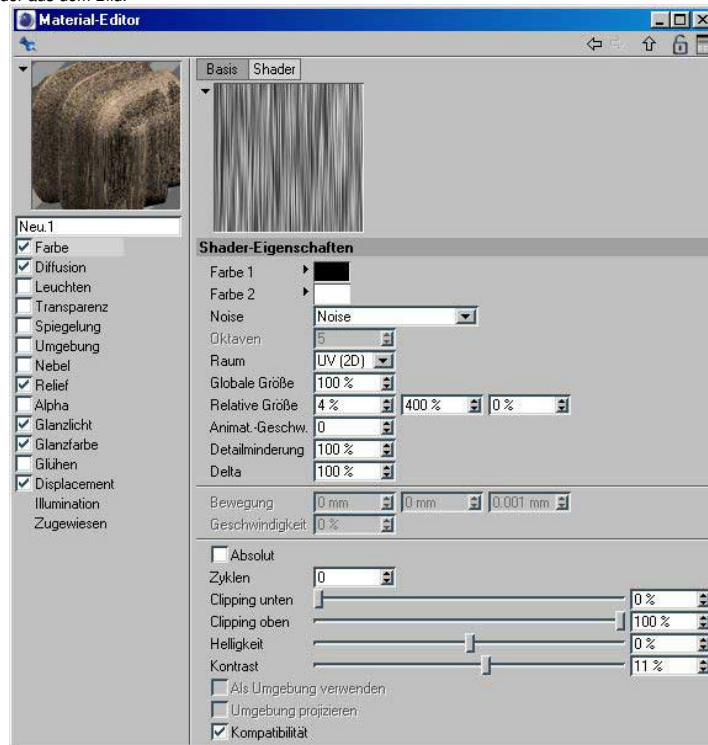 der aus dem Bild.
Material-Editor
Basis Shader
Neu.1
Farbe
Diffusion
Leuchten
Transparenz
Spiegelung
Umgebung
Nebel
Relief
Alpha
Glanzlicht
Glanzfarbe
Glühen
Displacement
Illumination
Zugewiesen
Shader-Eigenschaften
Farbe 1
Farbe 2
Noise Noise
Oktaven 5
Raum UV (2D)
Globale Größe 100 %
Relative Größe 4 % 400 % 0 %
Animat.-Geschw. 0
Detailminderung 100 %
Delta 100 %
Bewegung 0 mm 0 mm 0.001 mm
Geschwindigkeit 0 %
Absolut
Zyklen 0
Clipping unten 0 %
Clipping oben 100 %
Helligkeit 0 %
Kontrast 11 %
Als Umgebung verwenden
Umgebung projizieren
Kompatibilität